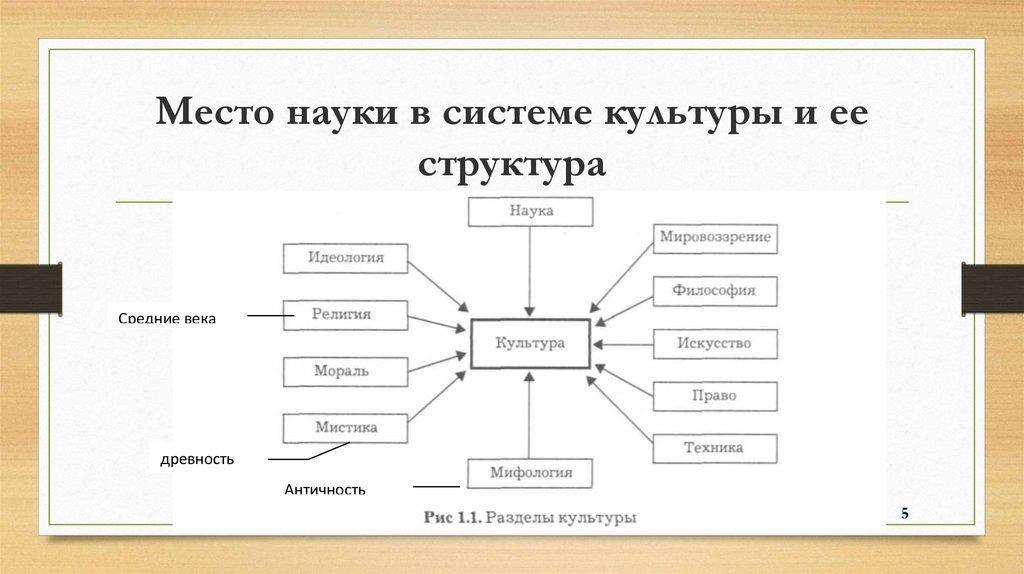 Место науки в системе культуры и ее
структура
Наука
Идеология
Мировоззрение
Философия
Средние века
Религия
Культура
Искусство
Мораль
Право
Мистика
Техника
древность
Мифология
Античность
Рис 1.1. Разделы культуры
5